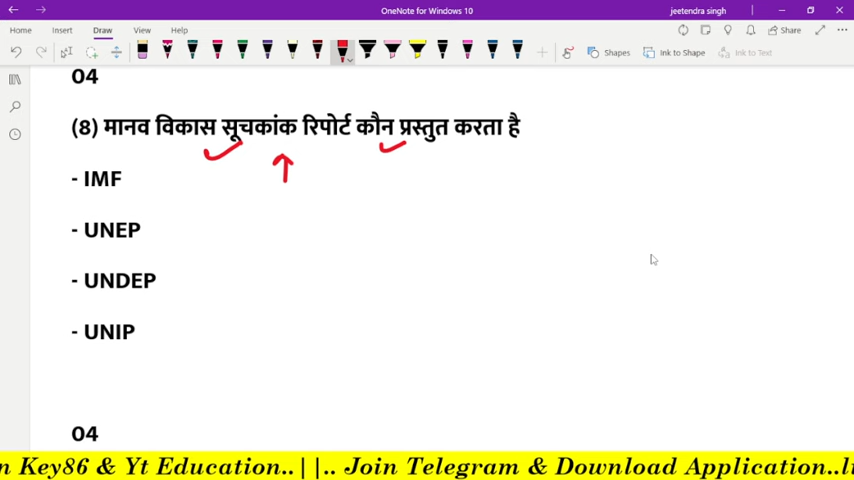 OneNote for Windows 10
jeetendra singh
Home Insert Draw View Help
Share
Shapes
Ink to Shape
Ink to Text
04
(8) मानव विकास सूचकांक रिपोर्ट कौन प्रस्तुत करता है
- IMF
- UNEP
- UNDEP
- UNIP
04
n Key86 & Yt Education..||.. Join Telegram & Download Application..li